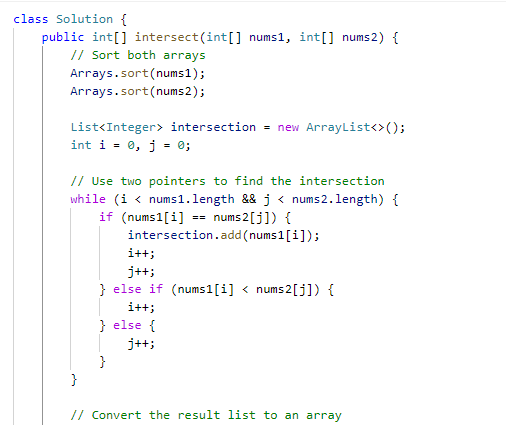 class Solution {
    public int[] intersect(int[] nums1, int[] nums2) {
        // Sort both arrays
        Arrays.sort(nums1);
        Arrays.sort(nums2);

        List<Integer> intersection = new ArrayList<>();
        int i = 0, j = 0;

        // Use two pointers to find the intersection
        while (i < nums1.length && j < nums2.length) {
            if (nums1[i] == nums2[j]) {
                intersection.add(nums1[i]);
                i++;
                j++;
            } else if (nums1[i] < nums2[j]) {
                i++;
            } else {
                j++;
            }
        }

        // Convert the result list to an array